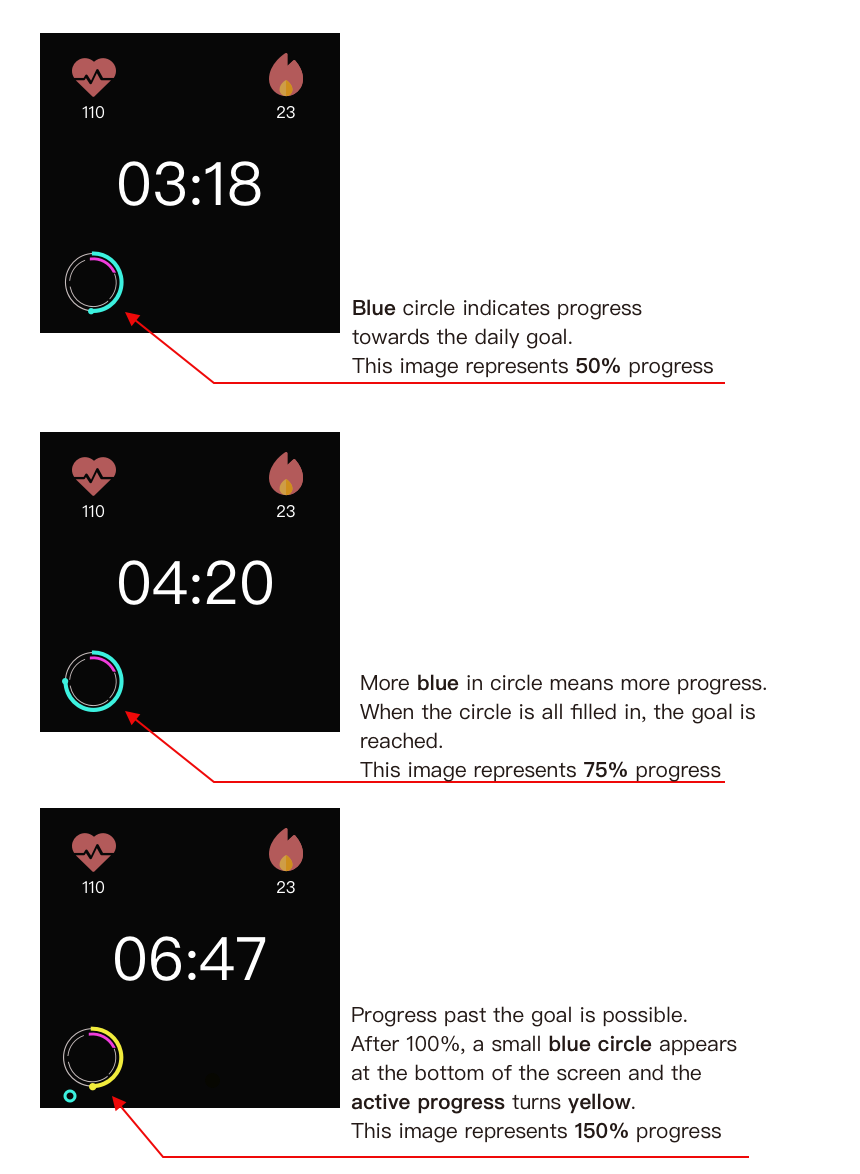 110
23
03:18
Blue circle indicates progress
towards the daily goal.
This image represents 50% progress
110
23
04:20
More blue in circle means more progress.
When the circle is all filled in, the goal is
reached.
This image represents 75% progress
110
23
06:47
Progress past the goal is possible.
After 100%, a small blue circle appears
at the bottom of the screen and the
active progress turns yellow.
This image represents 150% progress